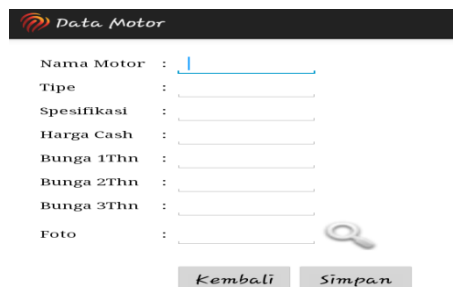 Data Motor
Nama Motor :
Tipe :
Spesifikasi :
Harga Cash :
Bunga 1Thn :
Bunga 2Thn :
Bunga 3Thn :
Foto :
Kembali Simpan